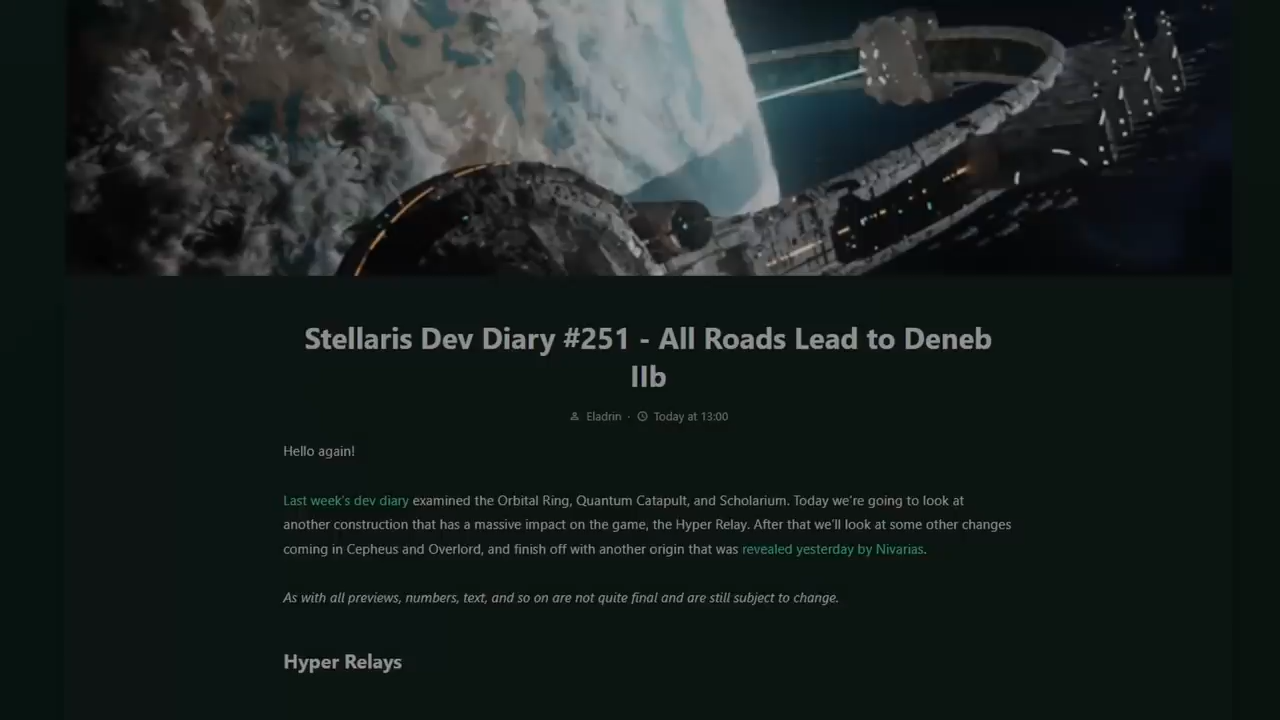 Stellaris Dev Diary #251 - All Roads Lead to Deneb
IIb
Eladrin · Today at 13:00
Hello again!
Last week's dev diary examined the Orbital Ring, Quantum Catapult, and Scholarium. Today we're going to look at
another construction that has a massive impact on the game, the Hyper Relay. After that we'll look at some other changes
coming in Cepheus and Overlord, and finish off with another origin that was revealed yesterday by Nivarias.
As with all previews, numbers, text, and so on are not quite final and are still subject to change.
Hyper Relays